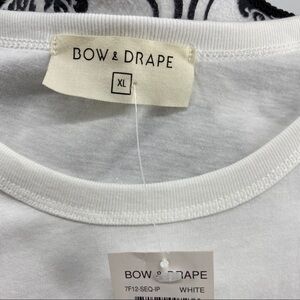 BOW & DRAPE
XL
BOW & DRAPE
7F12-SEQ-IP WHITE